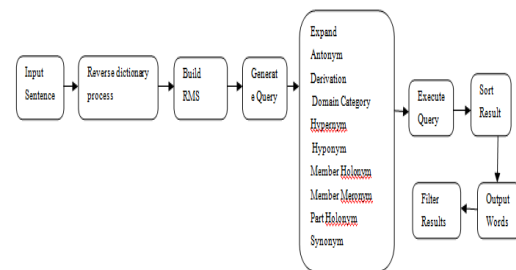 Input
Sentence
Reverse dictionary
process
Build
RMS
Generat
e Query
Expand
Antonym
Derivation
Domain Category
Hypernym
Hyponym
Member Holonym
Member Meronym
Part Holonym
Synonym
Execute
Query
Sort
Result
Output
Words
Filter
Results